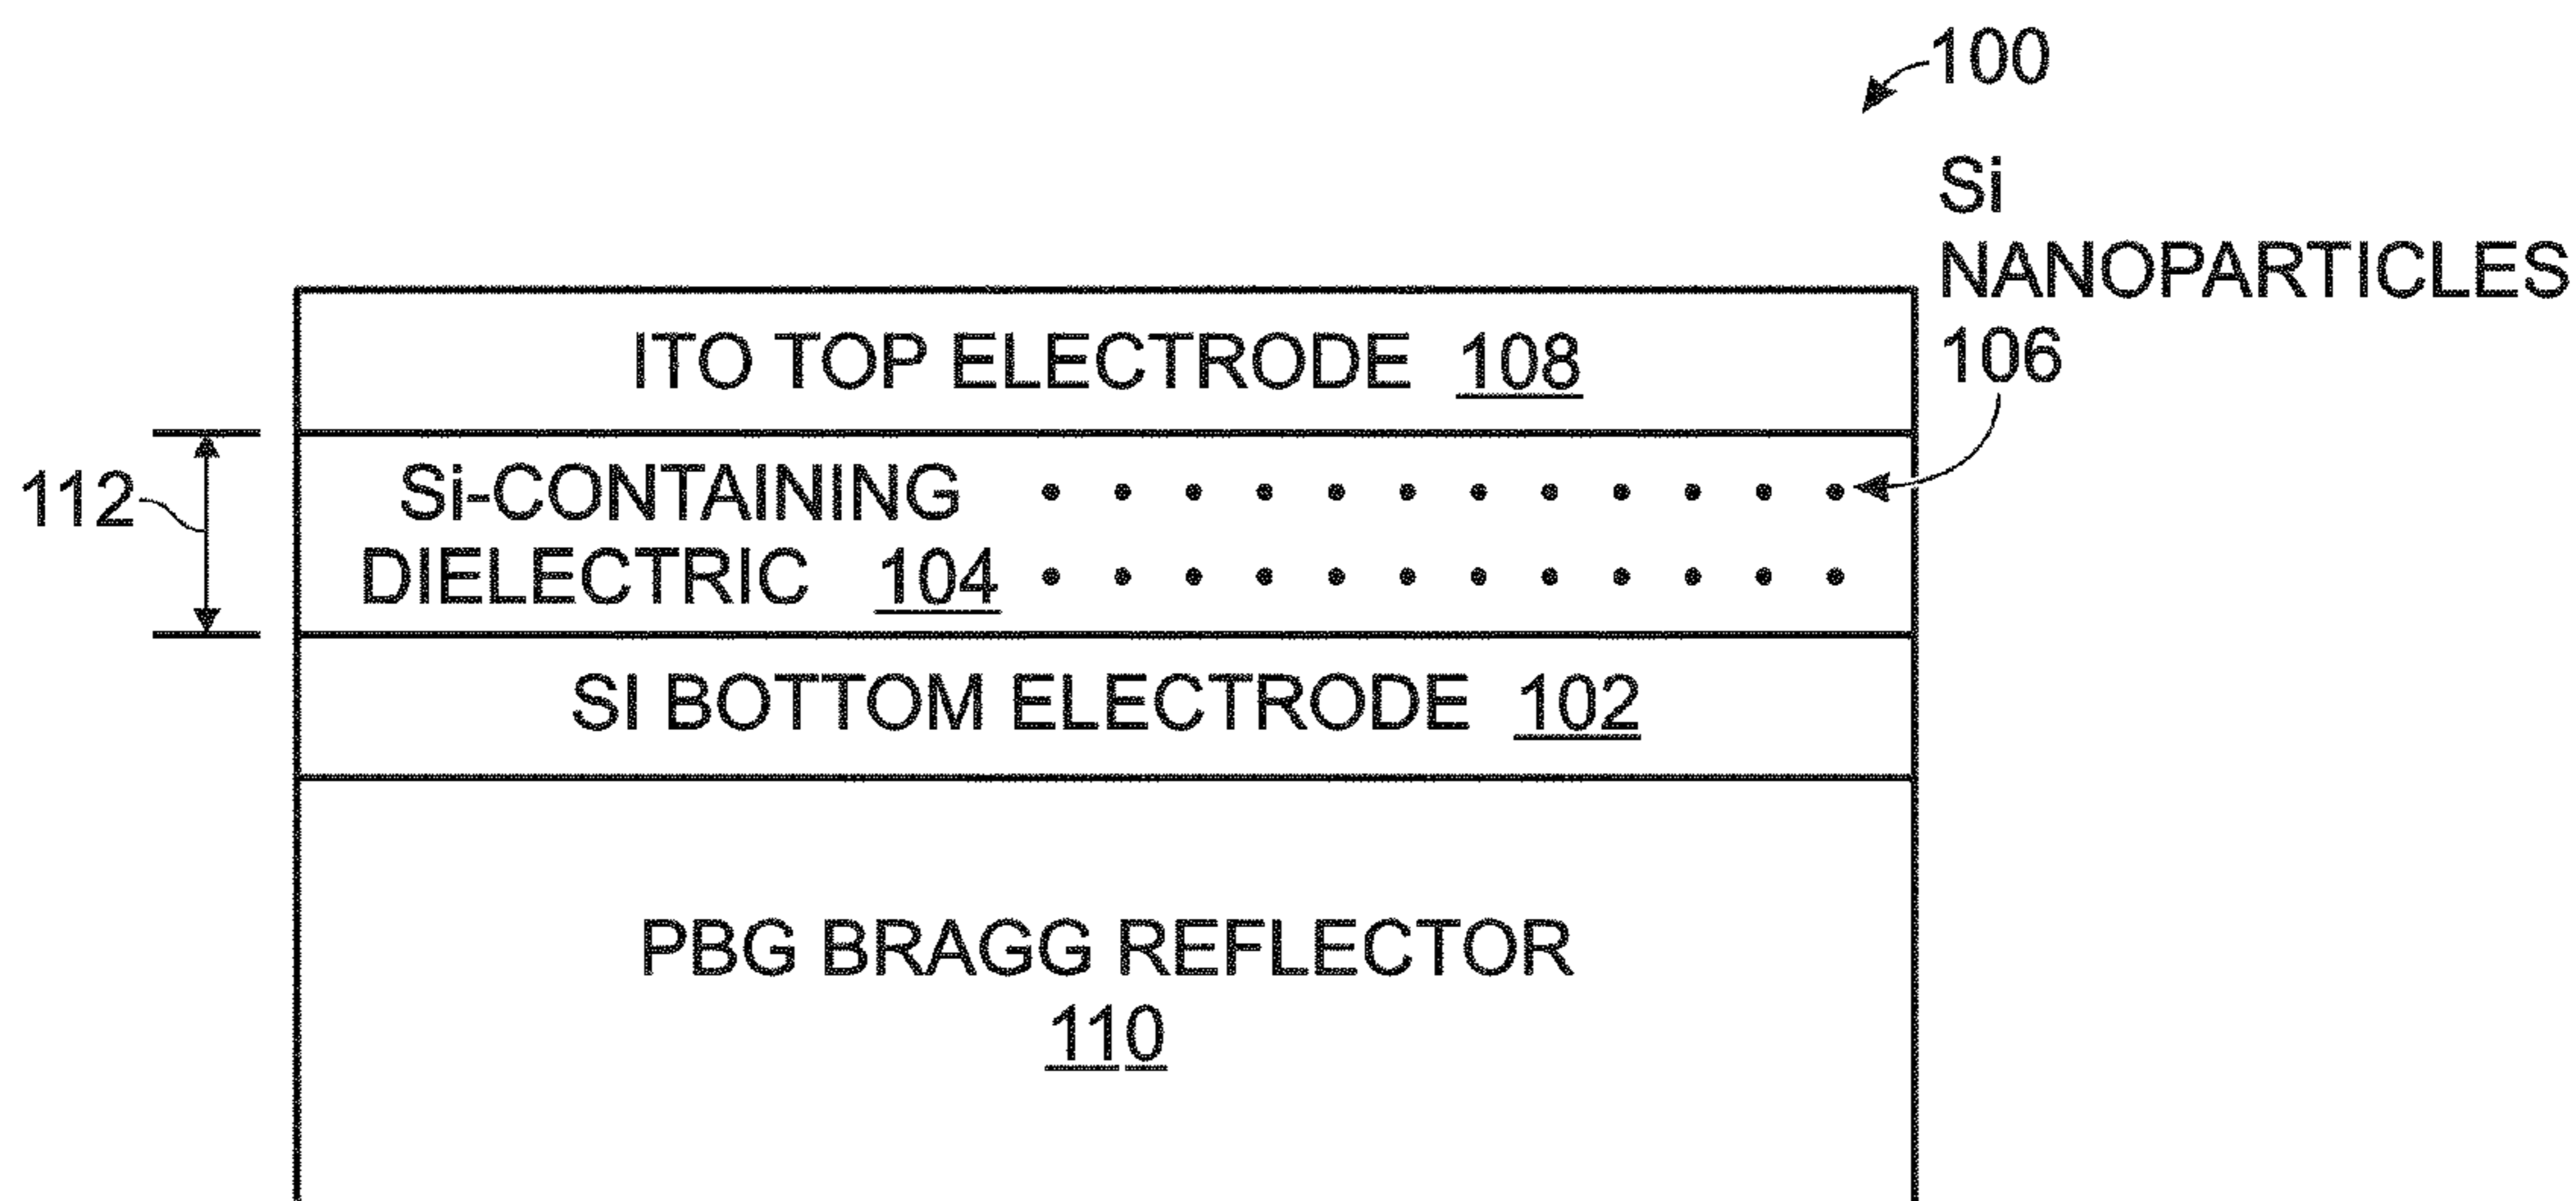 100
Si
NANOPARTICLES
106
ITO TOP ELECTRODE 108
112
Si-CONTAINING
DIELECTRIC 104
SI BOTTOM ELECTRODE 102
PBG BRAGG REFLECTOR
110